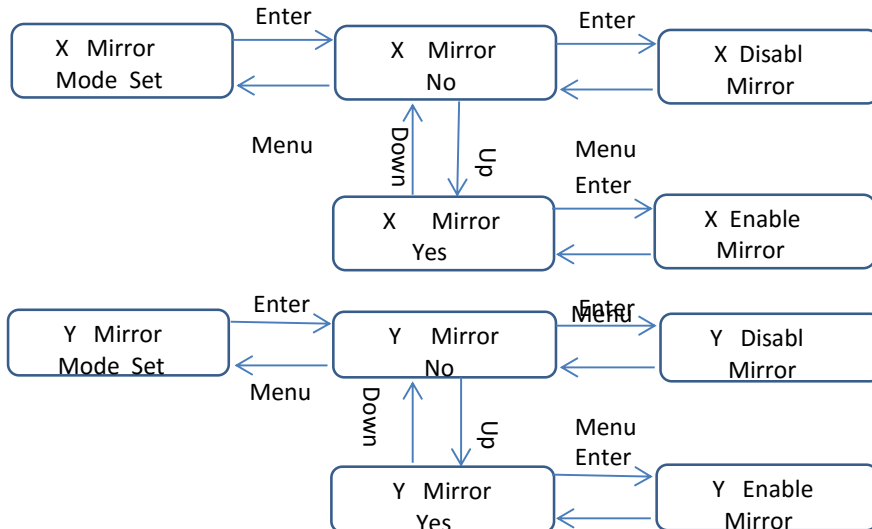 Enter
Enter
X Mirror
Mode Set
X Mirror
No
X Disabl
Mirror
Menu
Down
Up
Menu
Enter
X Mirror
Yes
X Enable
Mirror
Enter
Menu
Enter
Y Mirror
Mode Set
Y Mirror
No
Y Disabl
Mirror
Menu
Down
Up
Menu
Enter
Y Mirror
Yes
Y Enable
Mirror